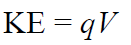 KE = qV